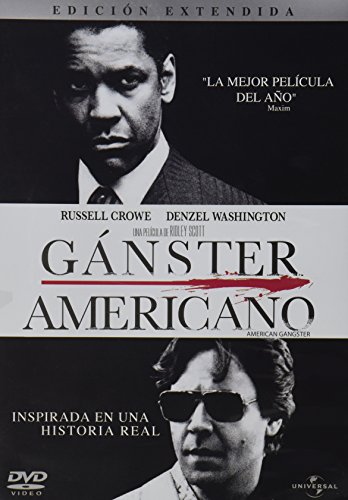 EDICIÓN EXTENDIDA
"LA MEJOR PELÍCULA
DEL AÑO"
Maxim
RUSSELL CROWE DENZEL WASHINGTON
UNA PELÍCULA DE RIDLEY SCOTT
GÁNSTER
AMERICANO
AMERICAN GANGSTER
INSPIRADA EN UNA
HISTORIA REAL
DVD
VIDEO
UNIVERSAL